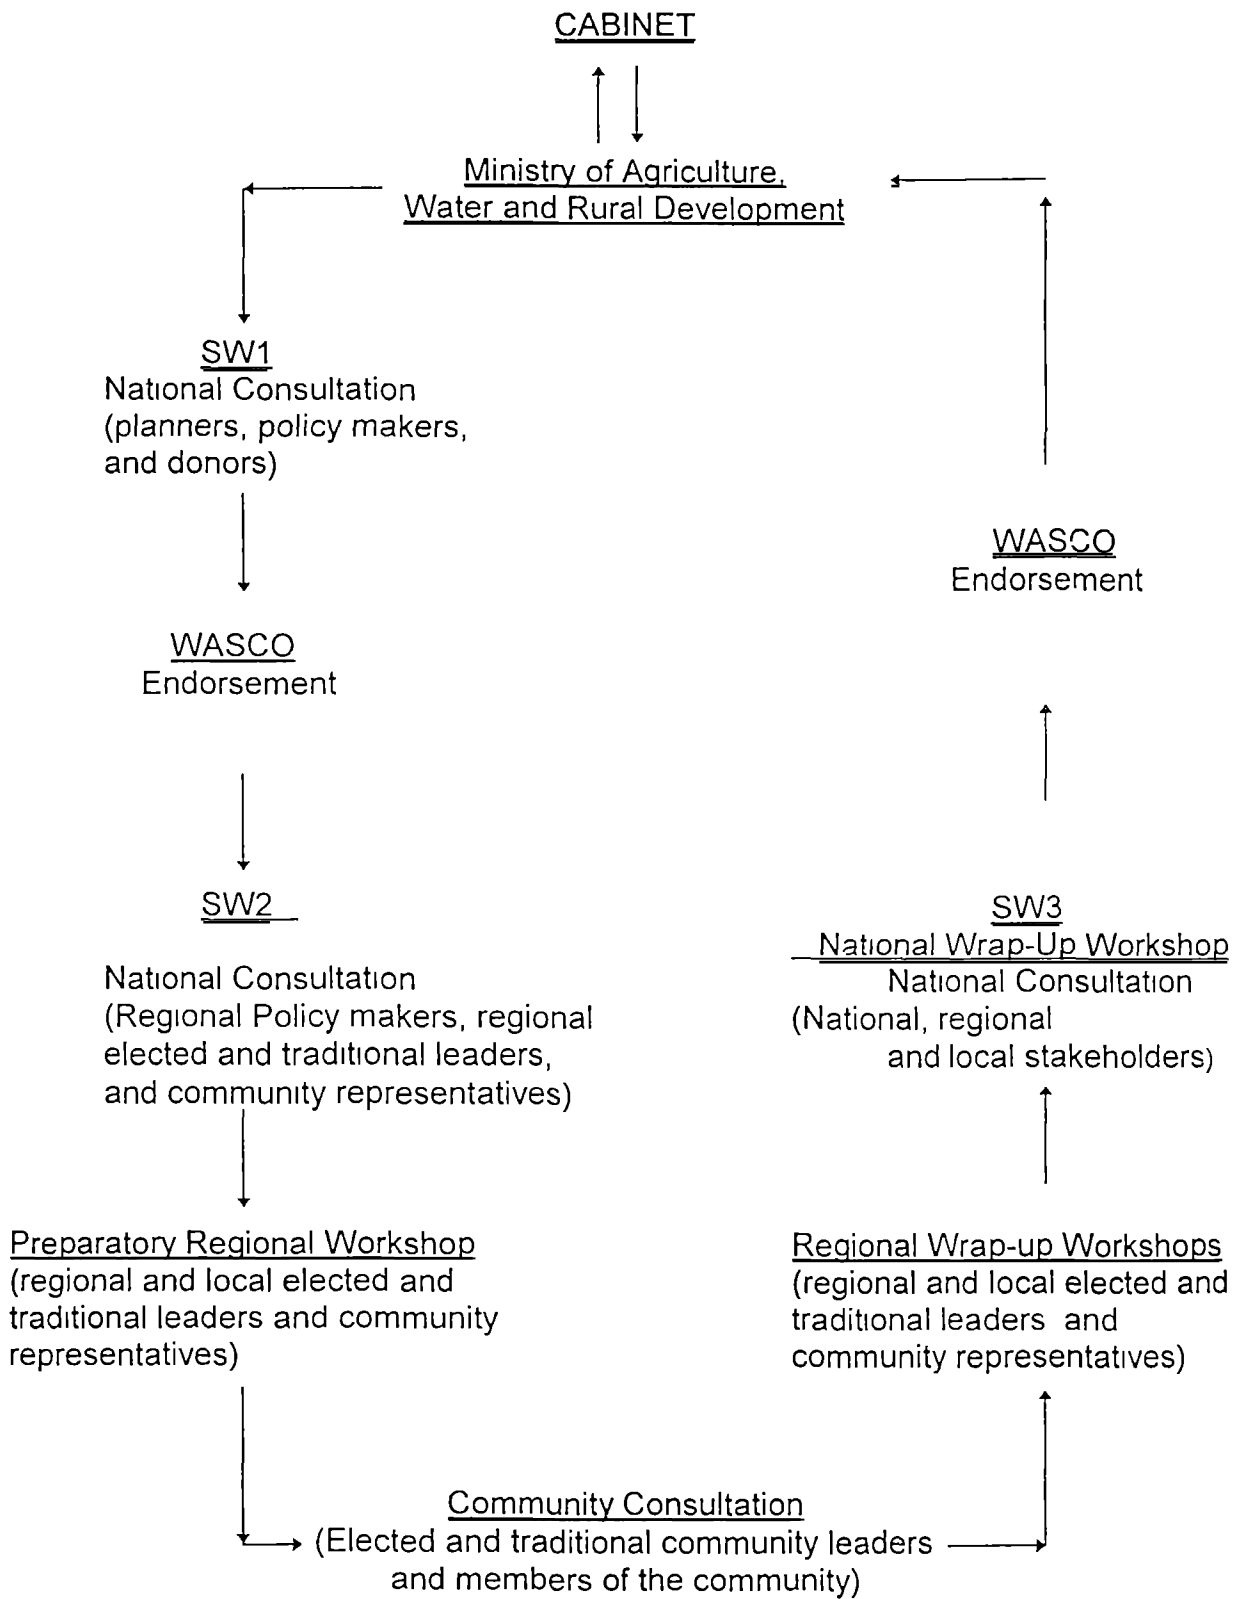 CABINET
Ministry of Agriculture,
Water and Rural Development
SW1
National Consultation
(planners, policy makers,
and donors)
WASCO
Endorsement
SW2
National Consultation
(Regional Policy makers, regional
elected and traditional leaders,
and community representatives)
Preparatory Regional Workshop
(regional and local elected and
traditional leaders and community
representatives)
Community Consultation
(Elected and traditional community leaders
and members of the community)
Regional Wrap-up Workshops
(regional and local elected and
traditional leaders and
community representatives)
SW3
National Wrap-Up Workshop
National Consultation
(National, regional
and local stakeholders)
WASCO
Endorsement